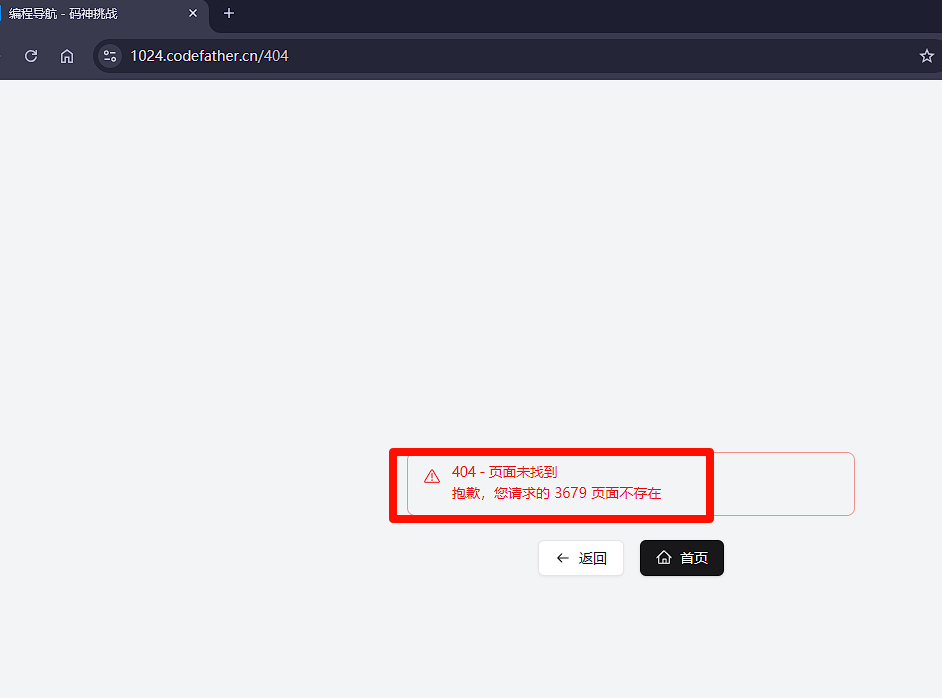 编程导航 - 码神挑战
1024.codefather.cn/404
404 - 页面未找到
抱歉，您请求的 3679 页面不存在
返回
首页